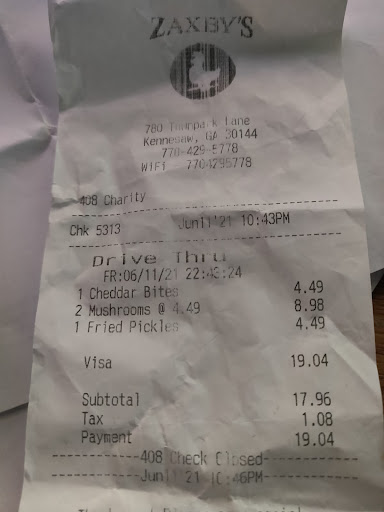 ZAXBY'S
780 Townpark Lane
Kennesaw, GA 30144
770-429-5778
WiFi - 7704295778
408 Charity
Chk 5313 Jun11'21 10:43PM
Drive Thru
FR:06/11/21 22:43:24
1 Cheddar Bites 4.49
2 Mushrooms @ 4.49 8.98
1 Fried Pickles 4.49
Visa 19.04
Subtotal 17.96
Tax 1.08
Payment 19.04
----------408 Check Closed----------
----------Jun11'21 10:46PM----------